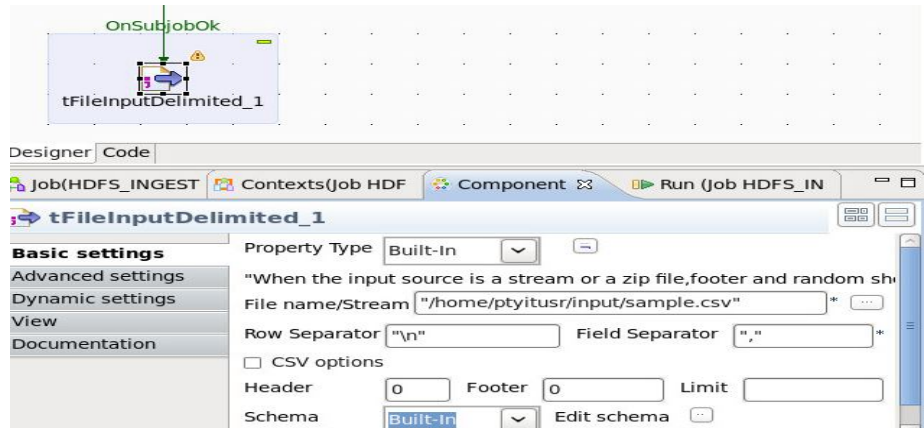 OnSubjobOk
tFileInputDelimited_1
Designer Code
Job(HDFS_INGEST Contexts(Job HDF Component Run (Job HDFS_IN
tFileInputDelimited_1
Basic settings
Advanced settings
Dynamic settings
View
Documentation
Property Type Built-In
"When the input source is a stream or a zip file,footer and random sh
File name/Stream "/home/ptyitusr/input/sample.csv" * ...
Row Separator "\n" Field Separator "," *
CSV options
Header 0 Footer 0 Limit
Schema Built-In Edit schema ...